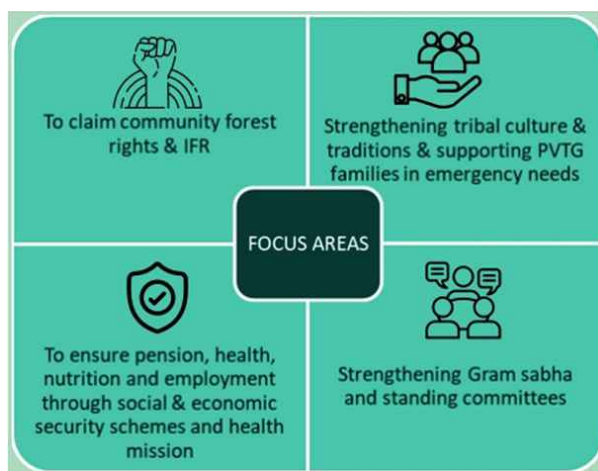 To claim community forest
rights & IFR
Strengthening tribal culture &
traditions & supporting PVTG
families in emergency needs
FOCUS AREAS
To ensure pension, health,
nutrition and employment
through social & economic
security schemes and health
mission
Strengthening Gram sabha
and standing committees